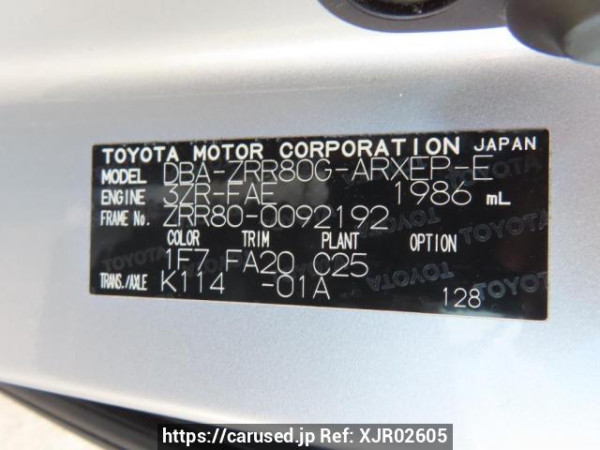 TOYOTA MOTOR CORPORATION JAPAN
MODEL DBA-ZRR80G-ARXEP-E
ENGINE 3ZR-FAE 1986 mL
FRAME No. ZRR80-0092192
COLOR TRIM PLANT OPTION
1F7 FA20 C25
TRANS./AXLE K114 -01A
128
https://carused.jp Ref: XJR02605